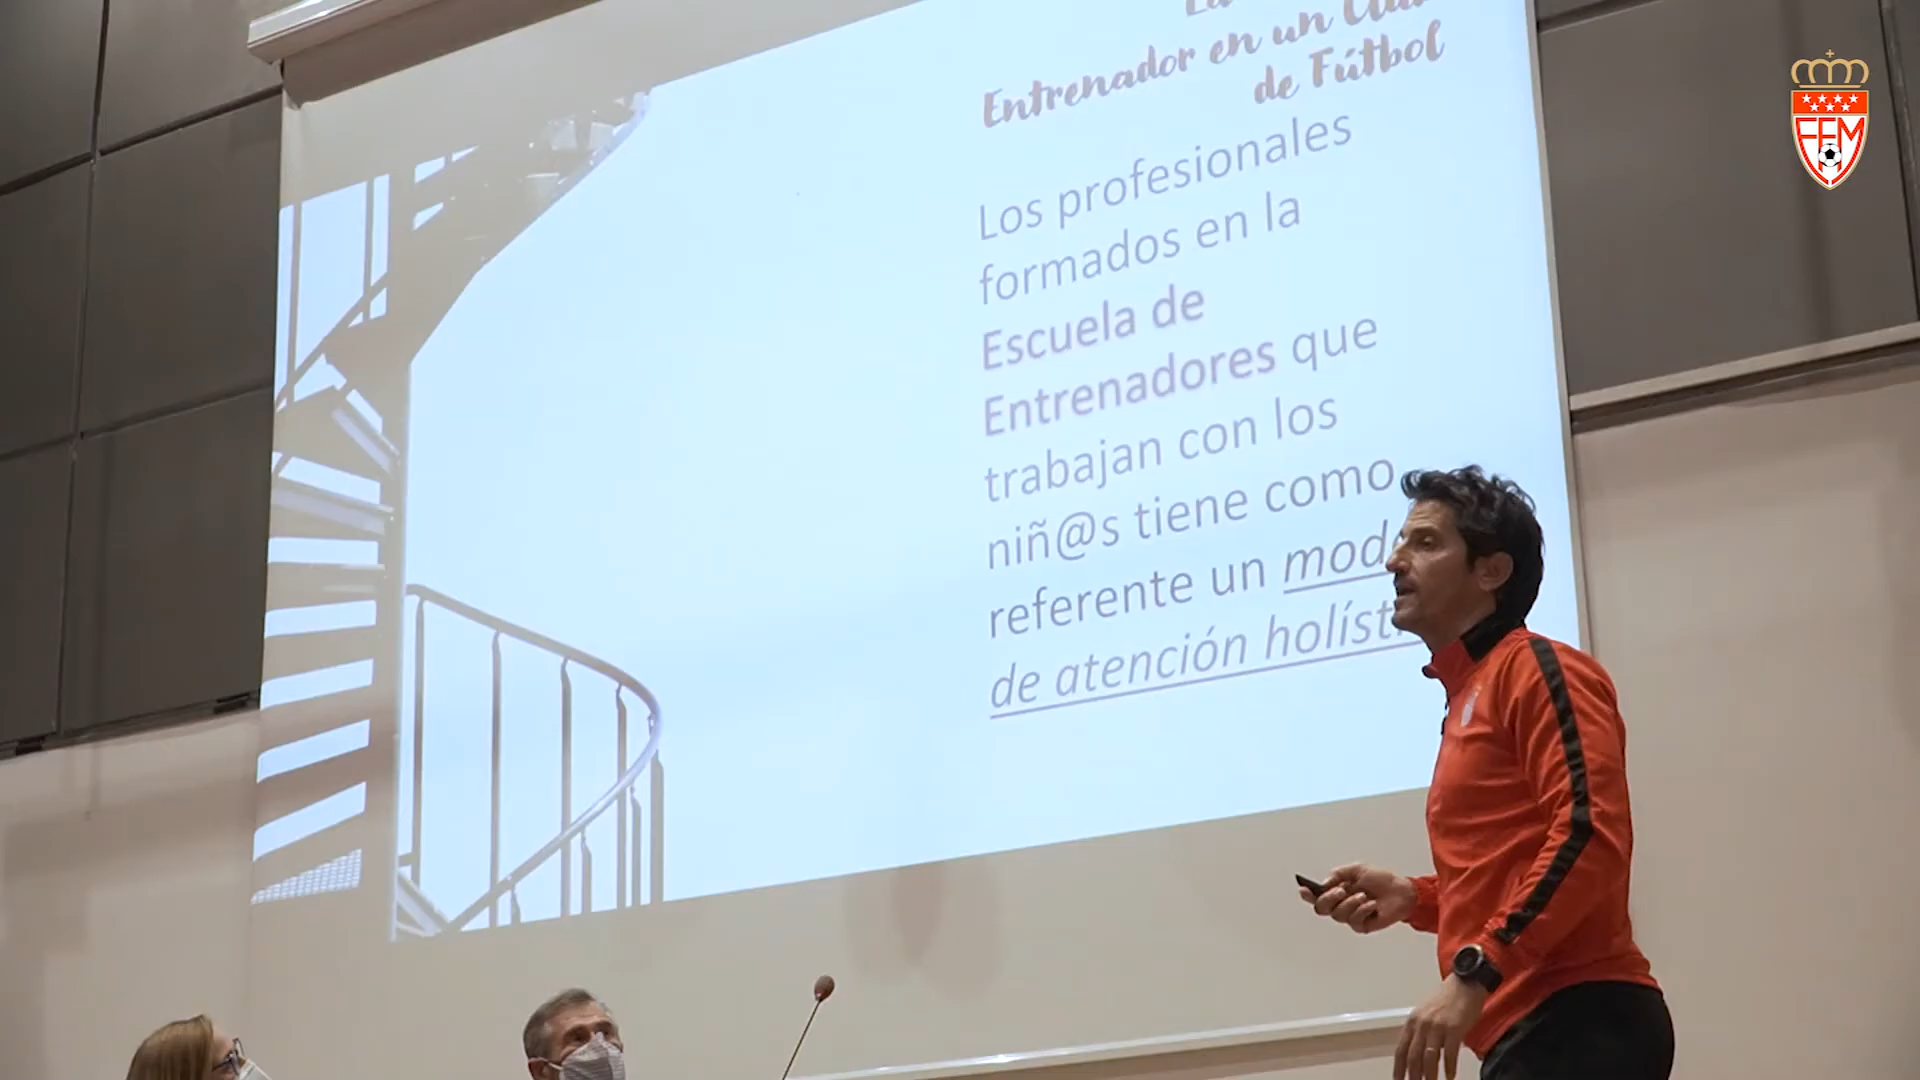 Entrenador en un
de Fútbol
Los profesionales
formados en la
Escuela de
Entrenadores que
trabajan con los
niñ@s tiene como
referente un
de atención
FFM